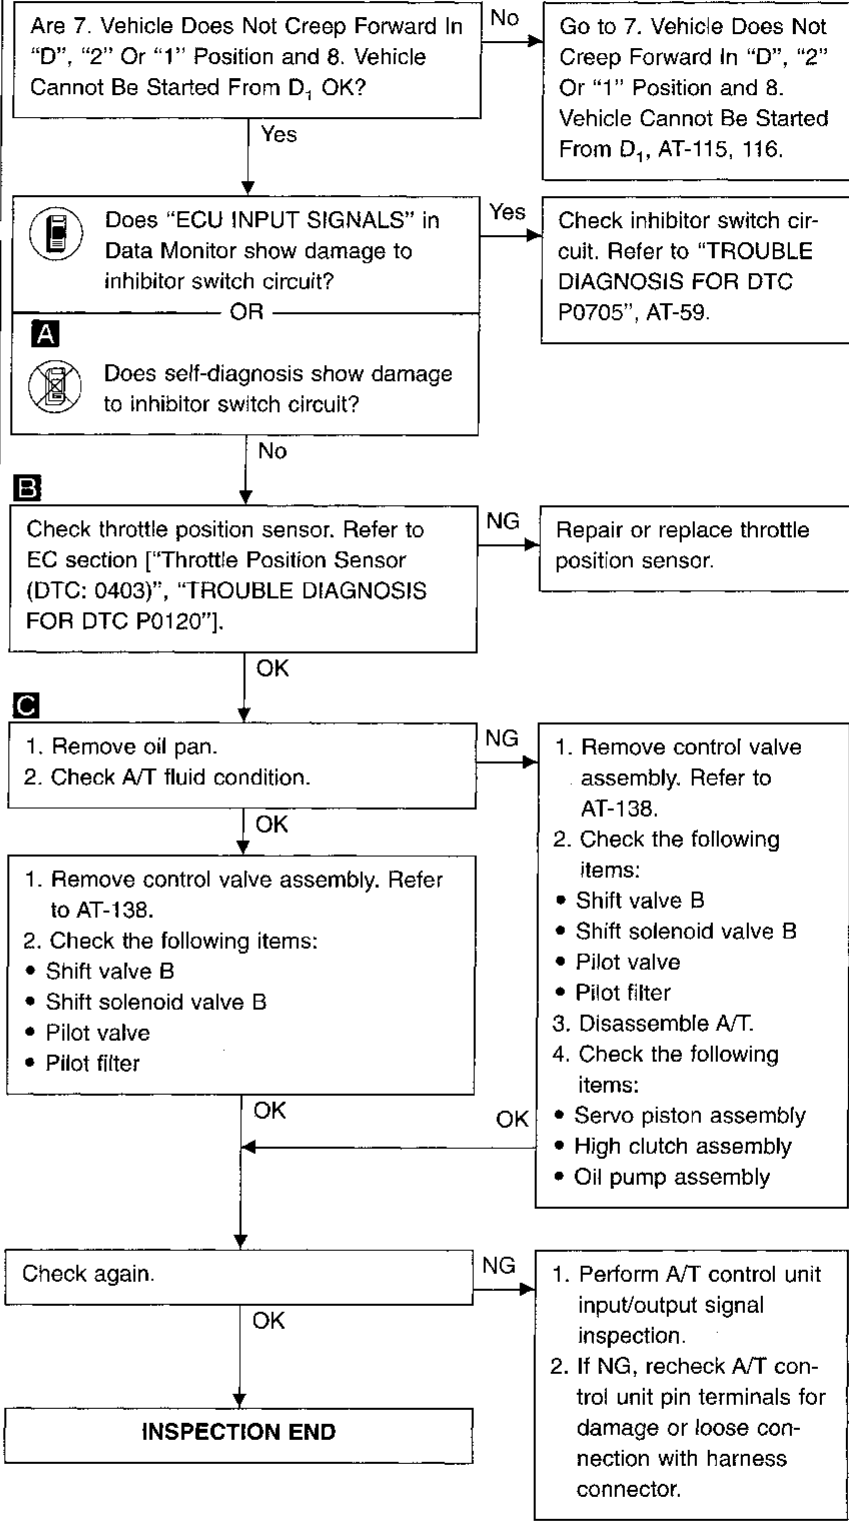 Are 7. Vehicle Does Not Creep Forward In
“D”, “2” Or “1” Position and 8. Vehicle
Cannot Be Started From D₁ OK?
No
Go to 7. Vehicle Does Not
Creep Forward In “D”, “2”
Or “1” Position and 8.
Vehicle Cannot Be Started
From D₁, AT-115, 116.
Yes
Does “ECU INPUT SIGNALS” in
Data Monitor show damage to
inhibitor switch circuit?
Yes
Check inhibitor switch cir-
cuit. Refer to “TROUBLE
DIAGNOSIS FOR DTC
P0705”, AT-59.
OR
A
Does self-diagnosis show damage
to inhibitor switch circuit?
No
B
Check throttle position sensor. Refer to
EC section [“Throttle Position Sensor
(DTC: 0403)”, “TROUBLE DIAGNOSIS
FOR DTC P0120”].
NG
Repair or replace throttle
position sensor.
OK
C
1. Remove oil pan.
2. Check A/T fluid condition.
NG
1. Remove control valve
assembly. Refer to
AT-138.
2. Check the following
items:
• Shift valve B
• Shift solenoid valve B
• Pilot valve
• Pilot filter
3. Disassemble A/T.
4. Check the following
items:
• Servo piston assembly
• High clutch assembly
• Oil pump assembly
OK
1. Remove control valve assembly. Refer
to AT-138.
2. Check the following items:
• Shift valve B
• Shift solenoid valve B
• Pilot valve
• Pilot filter
OK
OK
Check again.
NG
1. Perform A/T control unit
input/output signal
inspection.
2. If NG, recheck A/T con-
trol unit pin terminals for
damage or loose con-
nection with harness
connector.
OK
INSPECTION END